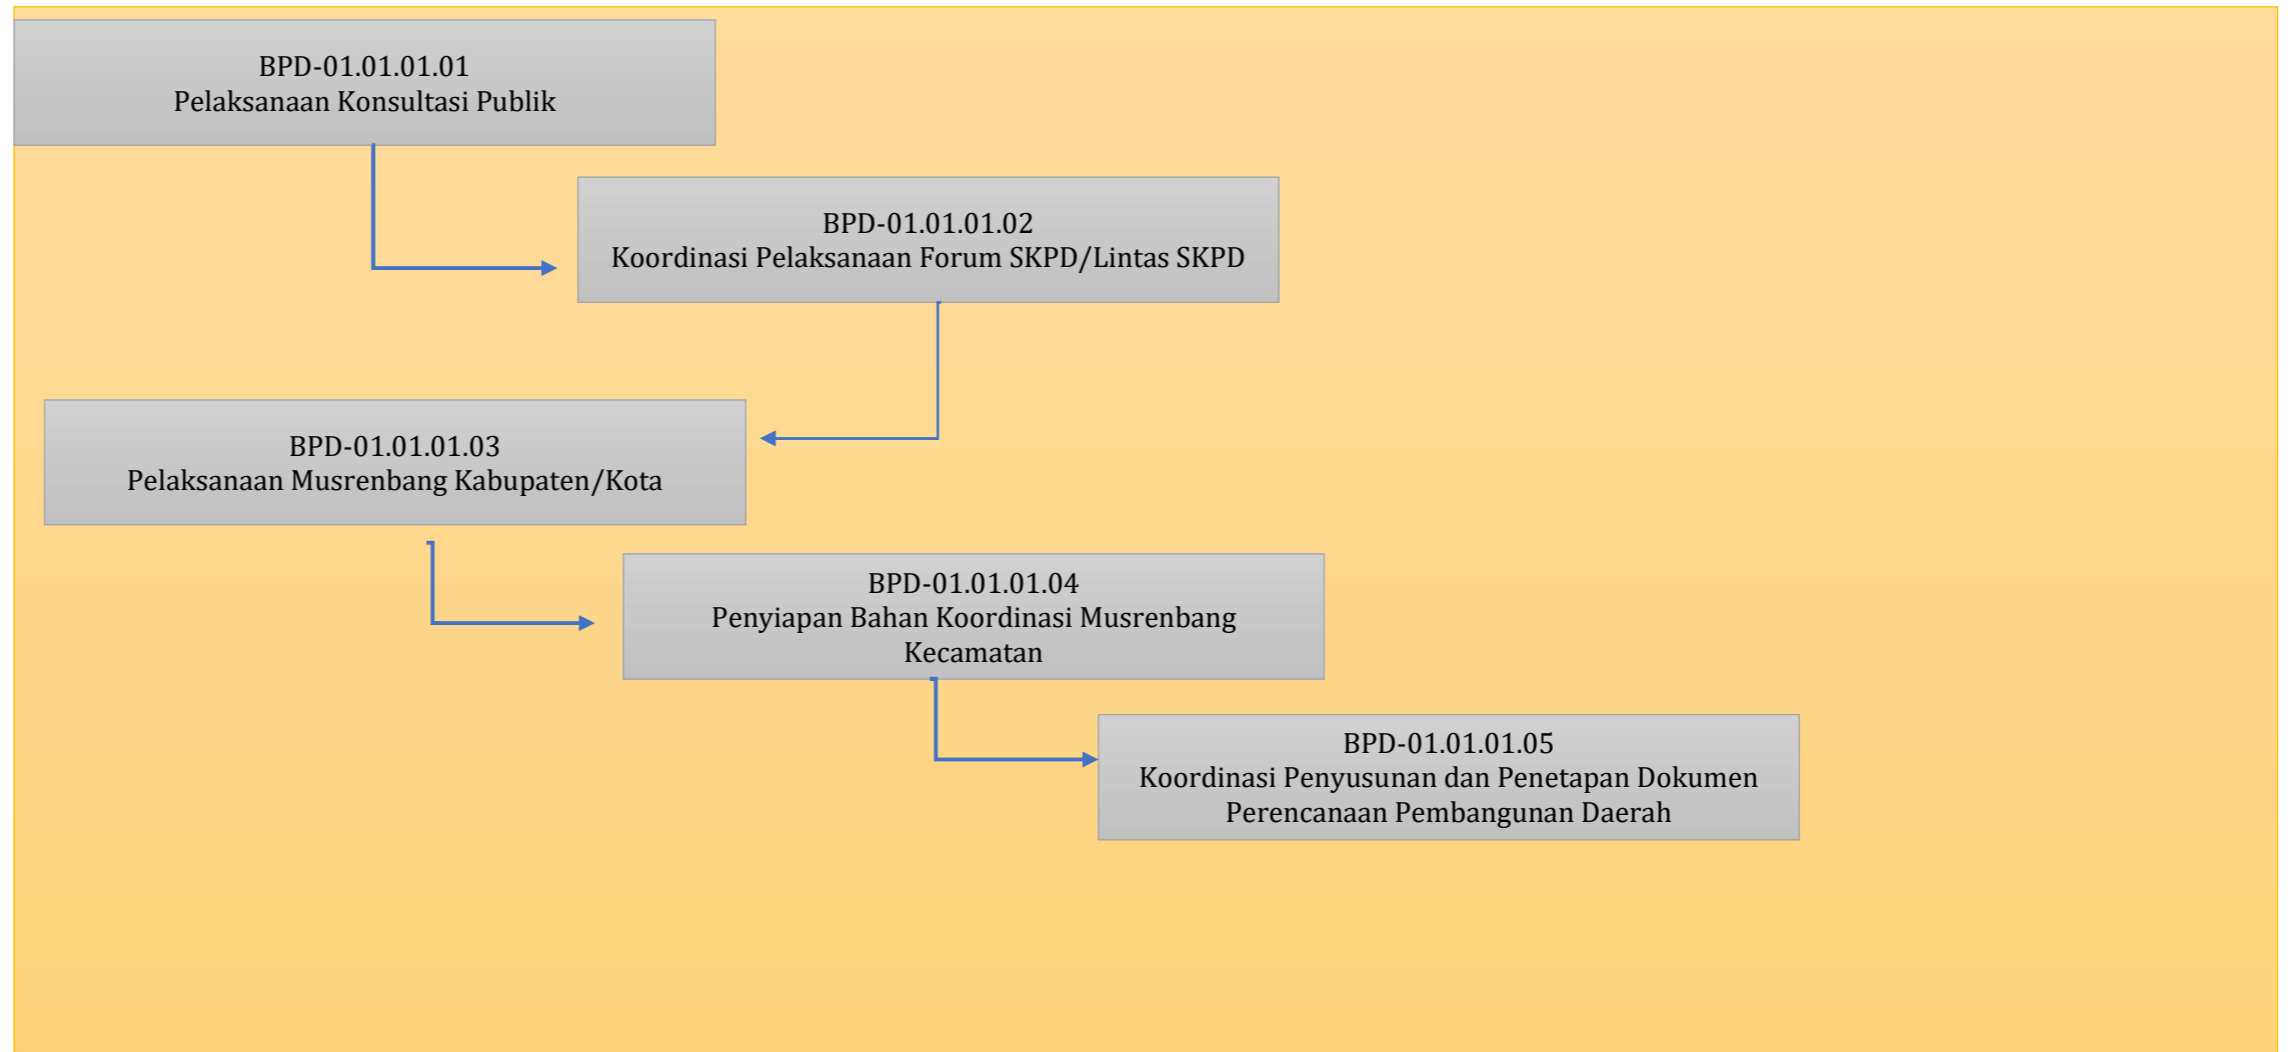 BPD-01.01.01.01
Pelaksanaan Konsultasi Publik
BPD-01.01.01.02
Koordinasi Pelaksanaan Forum SKPD/Lintas SKPD
BPD-01.01.01.03
Pelaksanaan Musrenbang Kabupaten/Kota
BPD-01.01.01.04
Penyiapan Bahan Koordinasi Musrenbang
Kecamatan
BPD-01.01.01.05
Koordinasi Penyusunan dan Penetapan Dokumen
Perencanaan Pembangunan Daerah